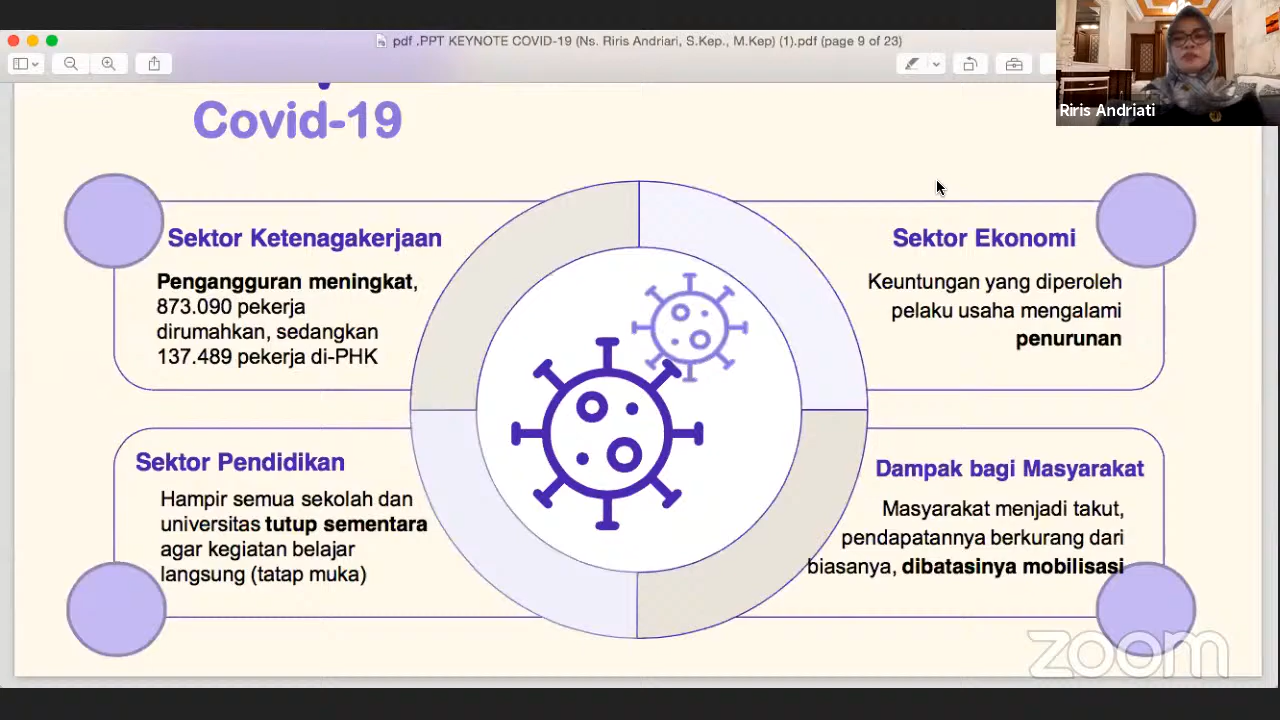 pdf .PPT KEYNOTE COVID-19 (Ns. Riris Andriari, S.Kep., M.Kep) (1).pdf (page 9 of 23)
Riris Andriati
Covid-19
Sektor Ketenagakerjaan
Pengangguran meningkat,
873.090 pekerja
dirumahkan, sedangkan
137.489 pekerja di-PHK
Sektor Ekonomi
Keuntungan yang diperoleh
pelaku usaha mengalami
penurunan
Sektor Pendidikan
Hampir semua sekolah dan
universitas tutup sementara
agar kegiatan belajar
langsung (tatap muka)
Dampak bagi Masyarakat
Masyarakat menjadi takut,
pendapatannya berkurang dari
biasanya, dibatasinya mobilisasi
zoom